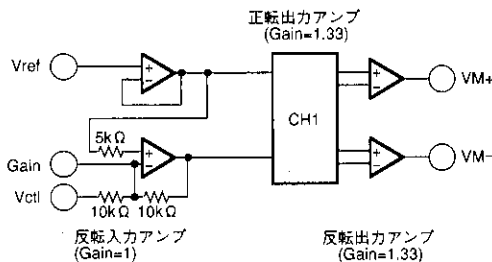 正転出力アンプ
(Gain=1.33)
Vref
VM+
CH1
5kΩ
Gain
VM−
Vctl
10kΩ 10kΩ
反転入力アンプ
(Gain=1)
反転出力アンプ
(Gain=1.33)